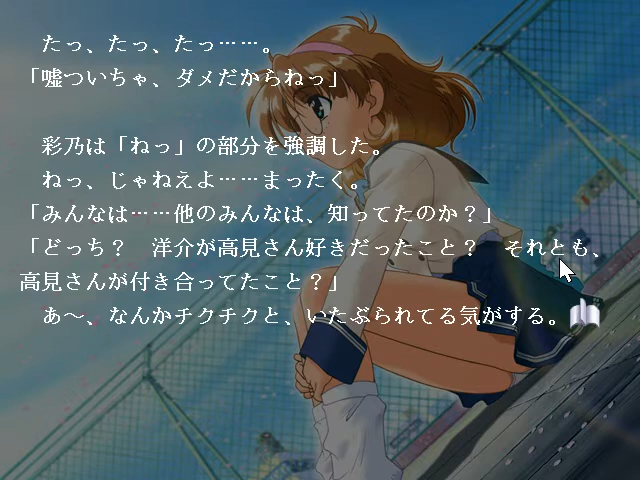 たっ、たっ、たっ……。
「嘘ついちゃ、ダメだからねっ」
　彩乃は「ねっ」の部分を強調した。
　ねっ、じゃねえよ……まったく。
「みんなは……他のみんなは、知ってたのか？」
「どっち？　洋介が高見さん好きだったこと？　それとも、
高見さんが付き合ってたこと？」
　あ～、なんかチクチクと、いたぶられてる気がする。